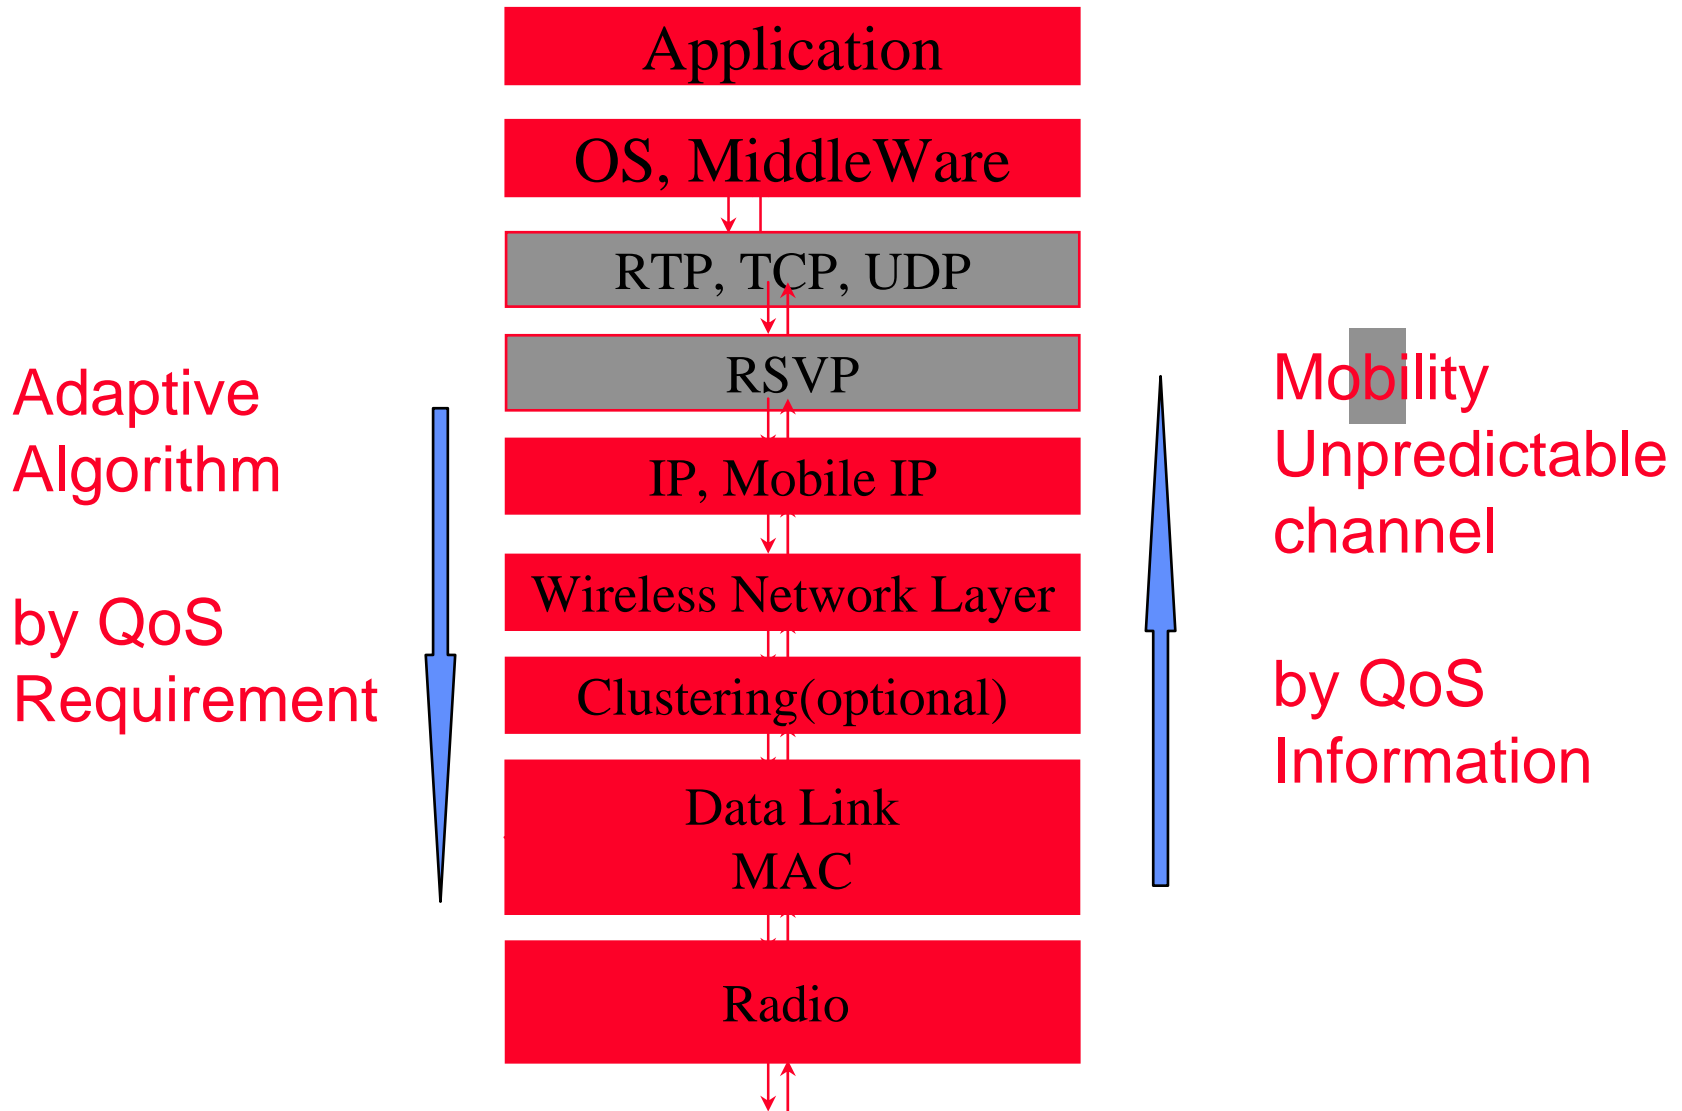 Application
OS, MiddleWare
RTP, TCP, UDP
RSVP
IP, Mobile IP
Wireless Network Layer
Clustering(optional)
Data Link
MAC
Radio
Adaptive
Algorithm
by QoS
Requirement
Mobility
Unpredictable
channel
by QoS
Information